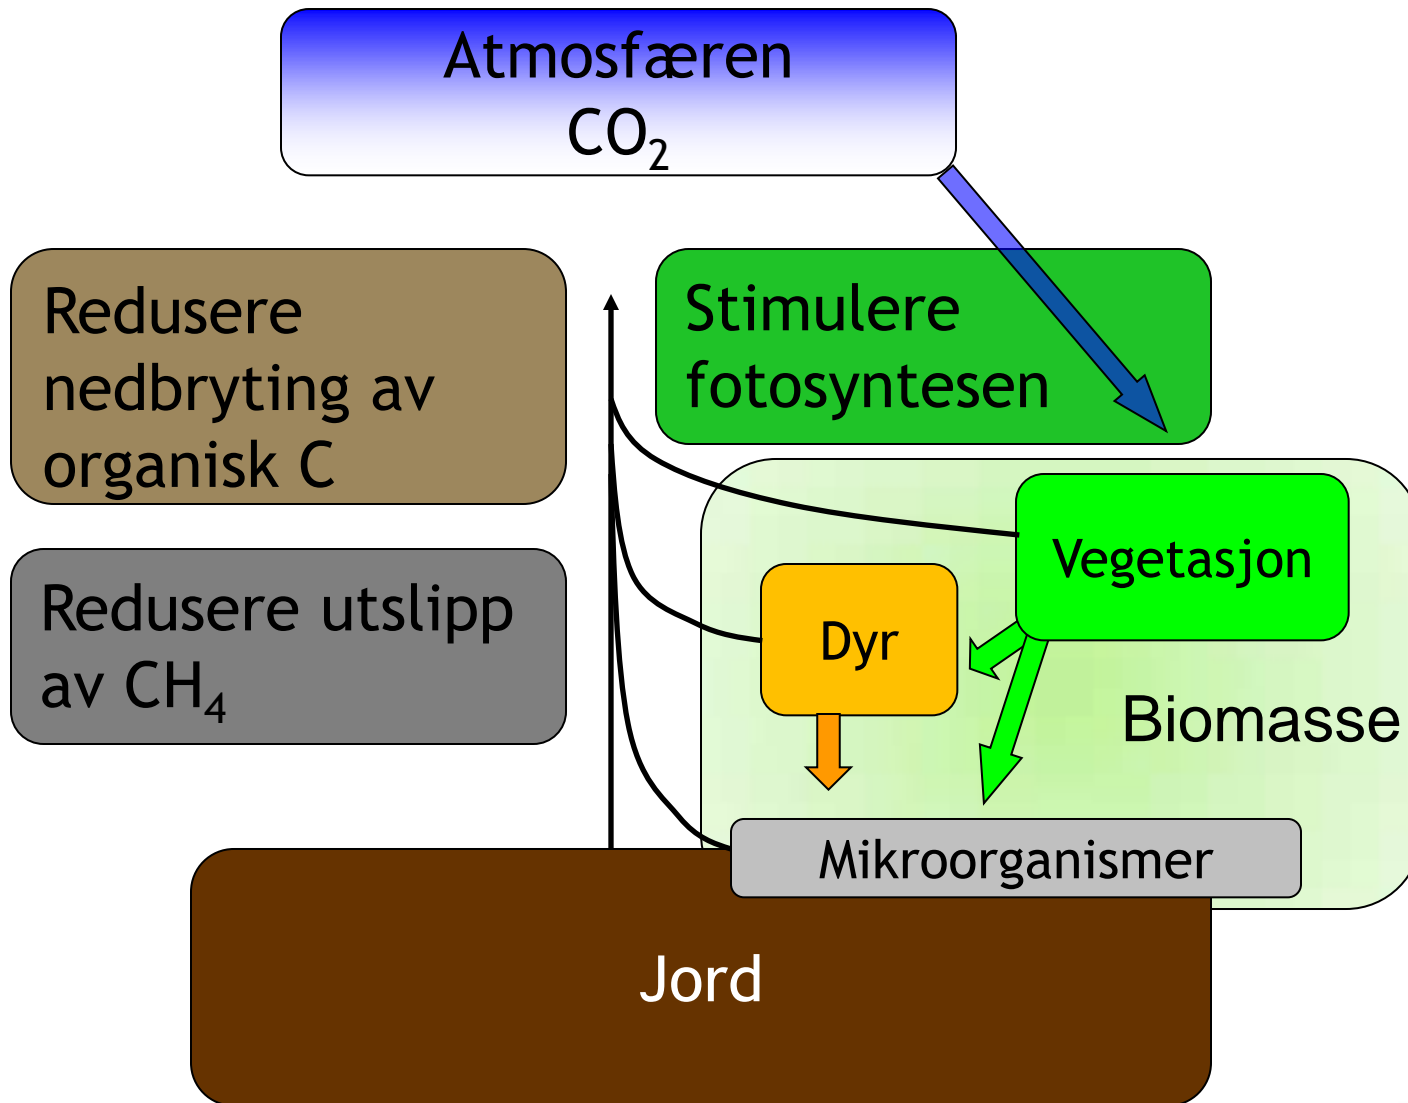 Atmosfæren
CO₂
Redusere
nedbryting av
organisk C
Stimulere
fotosyntesen
Redusere utslipp
av CH₄
Vegetasjon
Dyr
Biomasse
Mikroorganismer
Jord